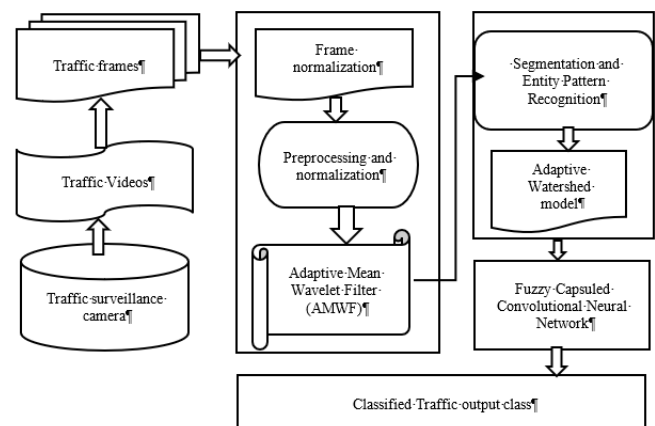 Traffic·frames¶
Traffic·Videos¶
Traffic·surveillance·
camera¶
Frame·
normalization¶
Preprocessing·and·
normalization¶
Adaptive·Mean·
Wavelet·Filter·
(AMWF)¶
·Segmentation·and·
Entity·Pattern·
Recognition¶
Adaptive·
Watershed·
model¶
Fuzzy·Capsuled·
Convolutional·Neural·
Network¶
Classified·Traffic·output·class¶